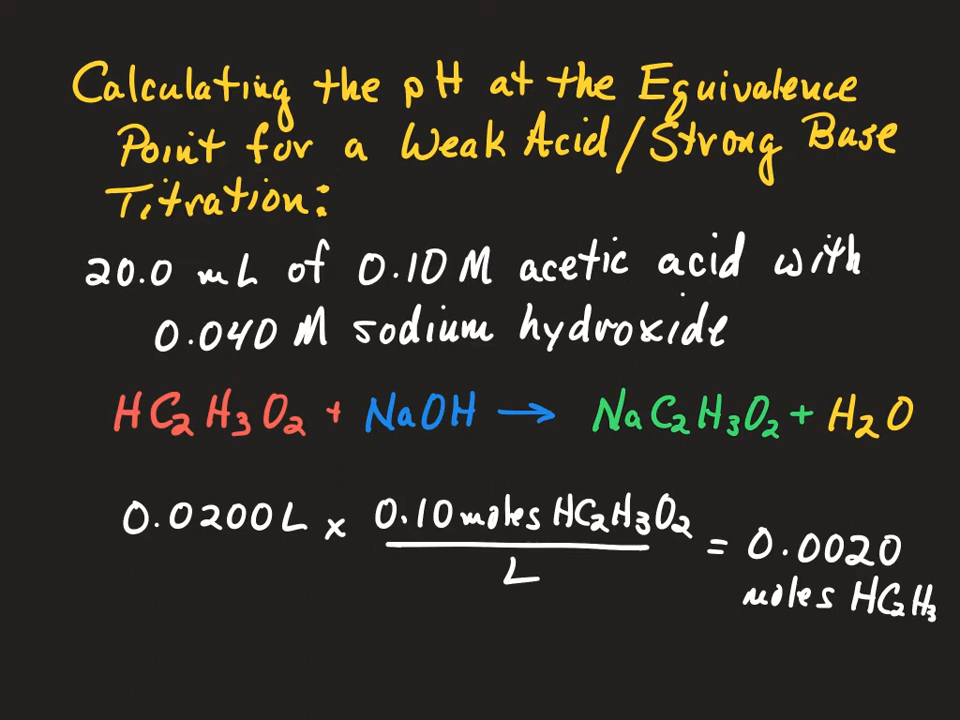 Calculating the pH at the Equivalence
Point for a Weak Acid/Strong Base
Titration:
20.0 mL of 0.10 M acetic acid with
0.040 M sodium hydroxide
HC₂H₃O₂ + NaOH → NaC₂H₃O₂ + H₂O
0.0200 L x 0.10 moles HC₂H₃O₂
L
= 0.0020
moles HC₂H₃